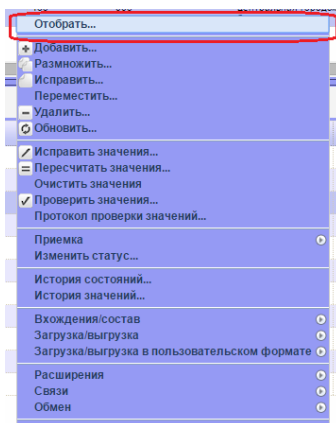 Отобрать...
Добавить...
Размножить...
Исправить...
Переместить...
Удалить...
Обновить...
Исправить значения...
Пересчитать значения...
Очистить значения
Проверить значения...
Протокол проверки значений...
Приемка
Изменить статус...
История состояний...
История значений...
Вхождения/состав
Загрузка/выгрузка
Загрузка/выгрузка в пользовательском формате
Расширения
Связи
Обмен